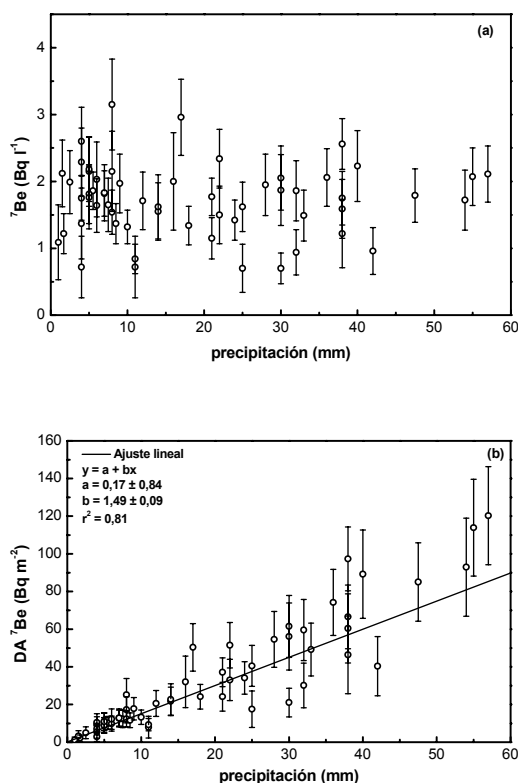 (a)
⁷Be (Bq l⁻¹)
4
3
2
1
0
0 10 20 30 40 50 60
precipitación (mm)
(b)
DA ⁷Be (Bq m⁻²)
160
140
120
100
80
60
40
20
0
Ajuste lineal
y = a + bx
a = 0,17 ± 0,84
b = 1,49 ± 0,09
r² = 0,81
0 10 20 30 40 50 60
precipitación (mm)